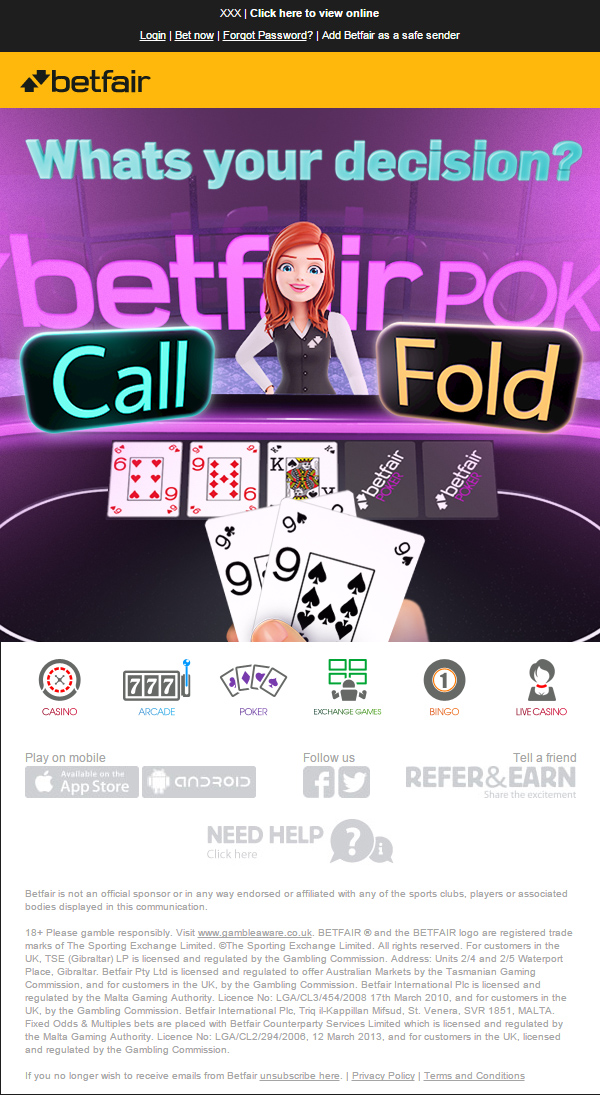 XXX | Click here to view online
Login | Bet now | Forgot Password? | Add Betfair as a safe sender
betfair
Whats your decision?
betfair POK
Call
Fold
6 6 9 9 K K betfair POKER betfair POKER
9 9 9 9
777
1
CASINO ARCADE POKER EXCHANGE GAMES BINGO LIVE CASINO
Play on mobile Follow us Tell a friend
Available on the App Store ANDROID f REFER&EARN
Share the excitement
NEED HELP ? i
Click here
Betfair is not an official sponsor or in any way endorsed or affiliated with any of the sports clubs, players or associated
bodies displayed in this communication.
18+ Please gamble responsibly. Visit www.gambleaware.co.uk. BETFAIR ® and the BETFAIR logo are registered trade
marks of The Sporting Exchange Limited. ©The Sporting Exchange Limited. All rights reserved. For customers in the
UK, TSE (Gibraltar) LP is licensed and regulated by the Gambling Commission. Address: Units 2/4 and 2/5 Waterport
Place, Gibraltar. Betfair Pty Ltd is licensed and regulated to offer Australian Markets by the Tasmanian Gaming
Commission, and for customers in the UK, by the Gambling Commission. Betfair International Plc is licensed and
regulated by the Malta Gaming Authority. Licence No: LGA/CL3/454/2008 17th March 2010, and for customers in the
UK, by the Gambling Commission. Betfair International Plc, Triq il-Kappillan Mifsud, St. Venera, SVR 1851, MALTA.
Fixed Odds & Multiples bets are placed with Betfair Counterparty Services Limited which is licensed and regulated by
the Malta Gaming Authority. Licence No: LGA/CL2/294/2006, 12 March 2013, and for customers in the UK, licensed
and regulated by the Gambling Commission.
If you no longer wish to receive emails from Betfair unsubscribe here. | Privacy Policy | Terms and Conditions